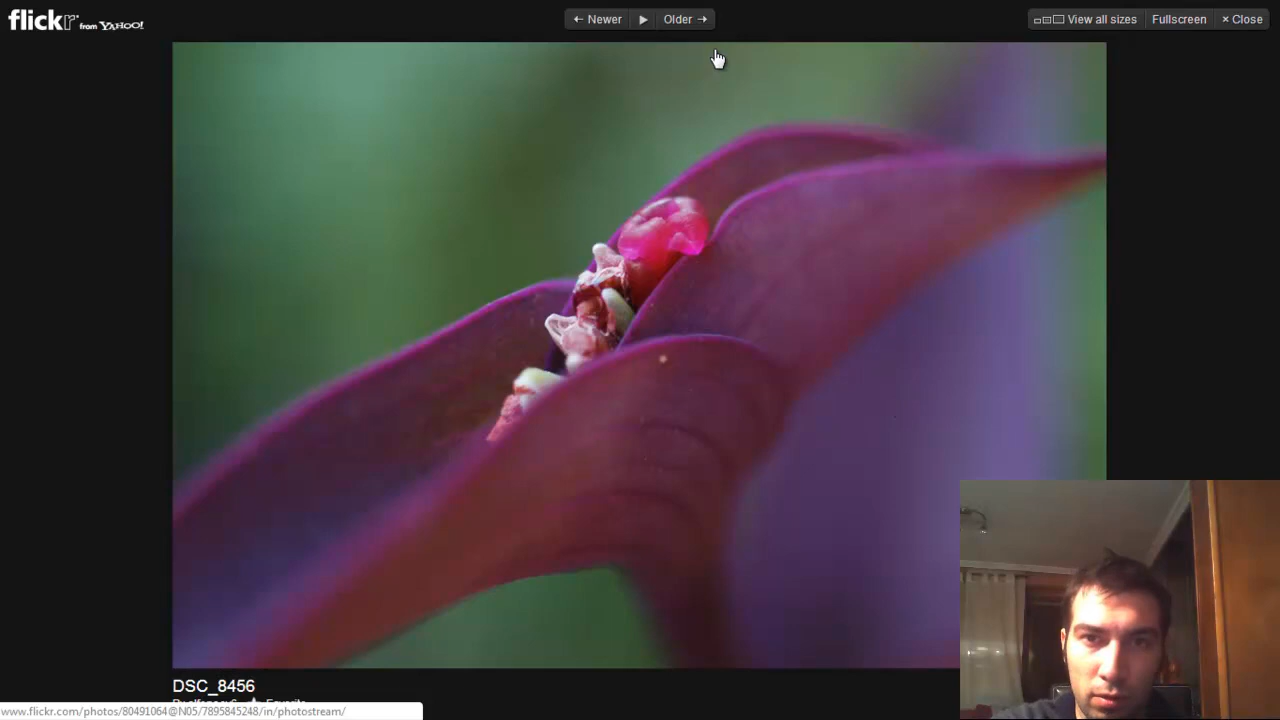 flickr from YAHOO!
← Newer
Older →
View all sizes
Fullscreen
× Close
DSC_8456
Favorite
www.flickr.com/photos/80491064@N05/7895845248/in/photostream/